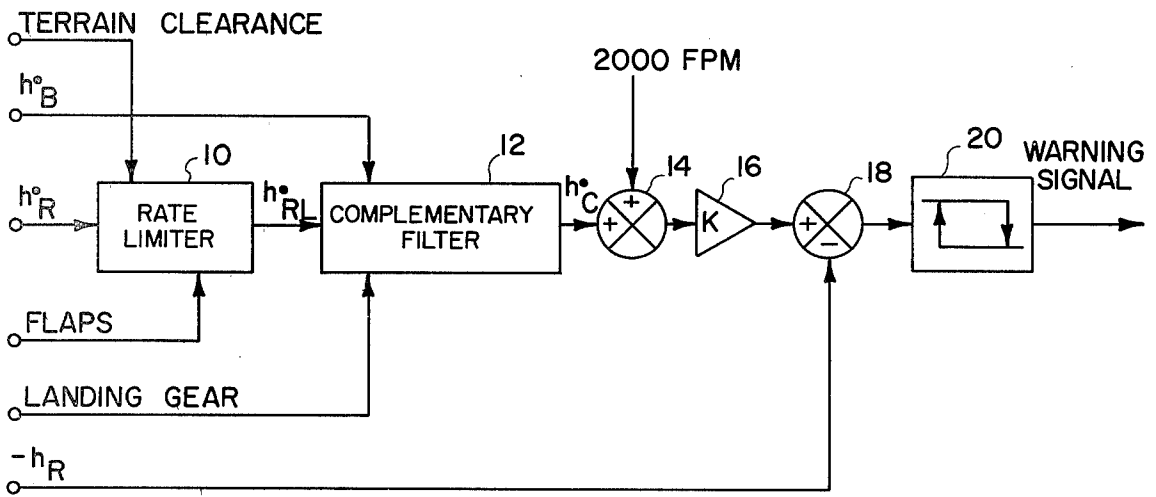 TERRAIN CLEARANCE
2000 FPM
h°B
10
12
14
16
18
20
WARNING
SIGNAL
h°R
RATE
LIMITER
h°RL
COMPLEMENTARY
FILTER
h°C
+
+
K
+
−
FLAPS
LANDING GEAR
-hR